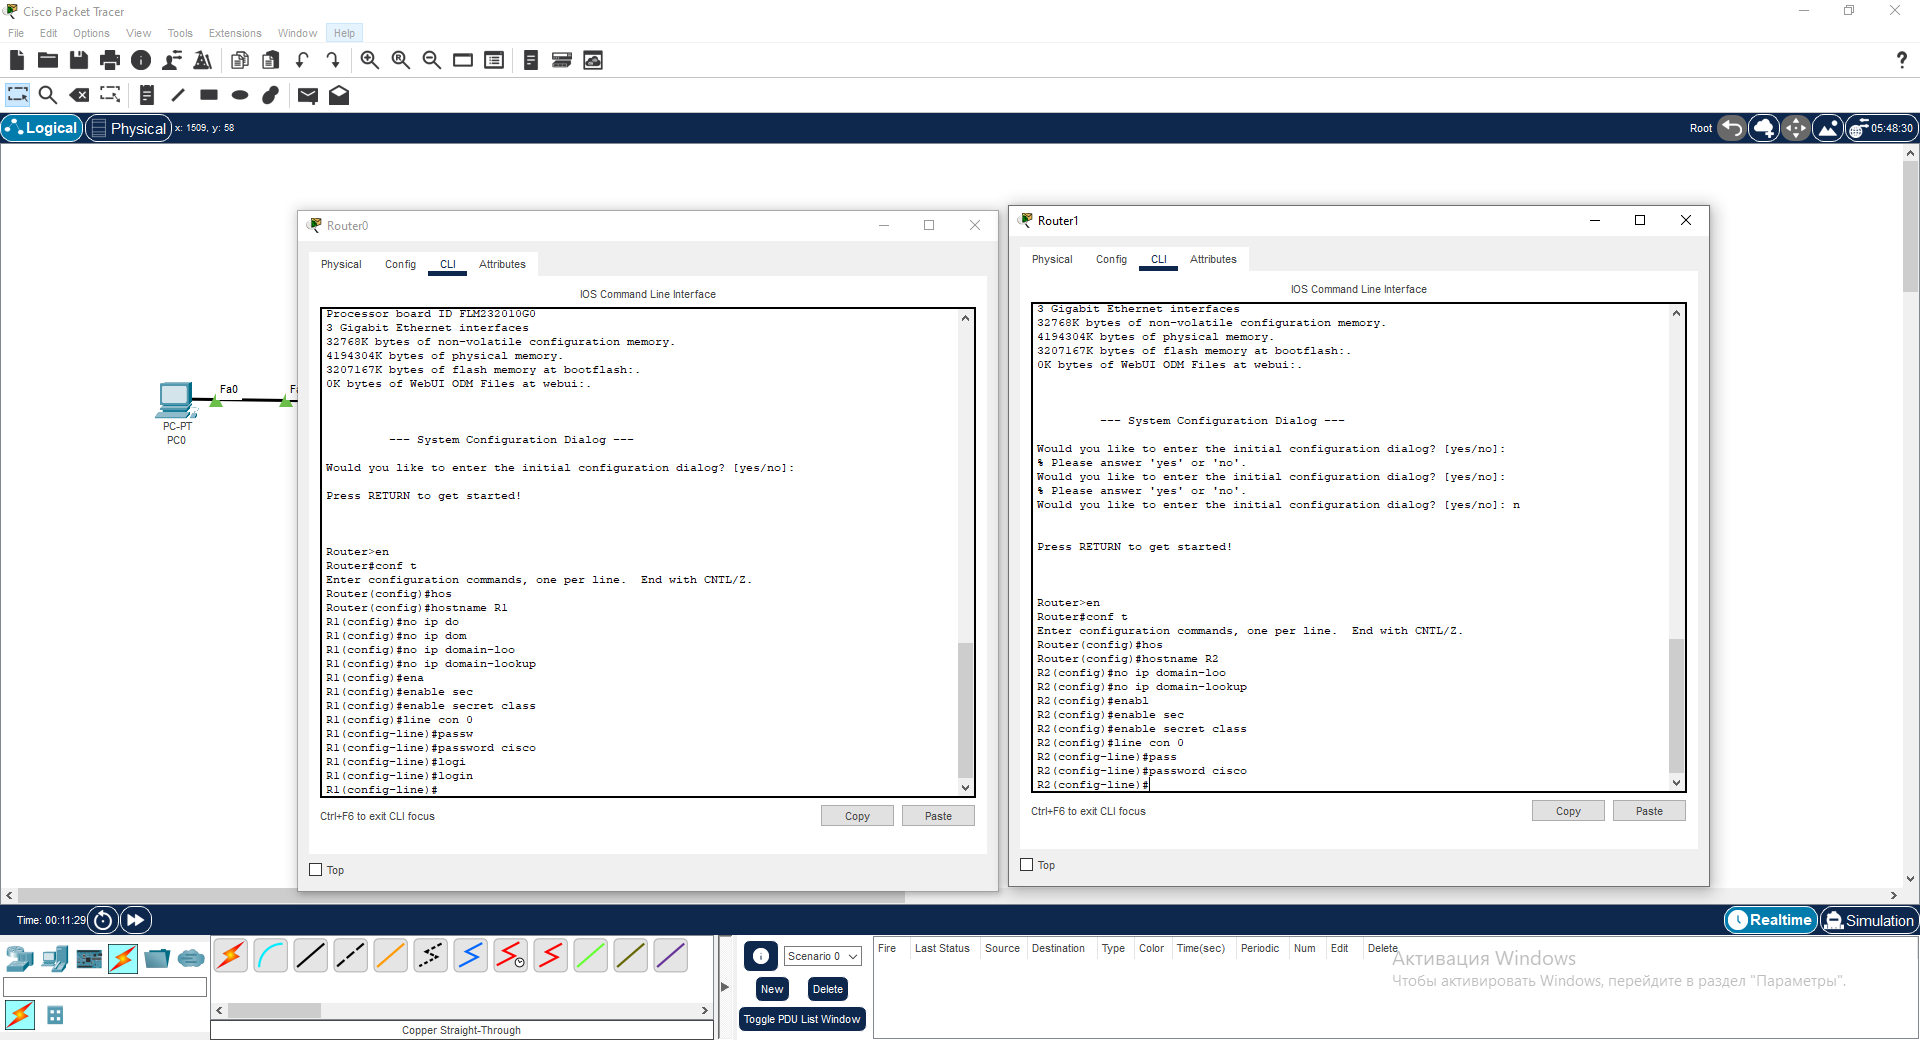 Cisco Packet Tracer
File Edit Options View Tools Extensions Window Help
?
Logical Physical x: 1509, y: 58
Root 05:48:30
Fa0
PC-PT
PC0
Router0
Physical Config CLI Attributes
IOS Command Line Interface
Processor board ID FLM232010G0
3 Gigabit Ethernet interfaces
32768K bytes of non-volatile configuration memory.
4194304K bytes of physical memory.
3207167K bytes of flash memory at bootflash:.
0K bytes of WebUI ODM Files at webui:.
--- System Configuration Dialog ---
Would you like to enter the initial configuration dialog? [yes/no]:
Press RETURN to get started!
Router>en
Router#conf t
Enter configuration commands, one per line.  End with CNTL/Z.
Router(config)#hos
Router(config)#hostname R1
R1(config)#no ip do
R1(config)#no ip dom
R1(config)#no ip domain-loo
R1(config)#no ip domain-lookup
R1(config)#ena
R1(config)#enable sec
R1(config)#enable secret class
R1(config)#line con 0
R1(config-line)#passw
R1(config-line)#password cisco
R1(config-line)#logi
R1(config-line)#login
R1(config-line)#
Ctrl+F6 to exit CLI focus
Copy Paste
Top
Router1
Physical Config CLI Attributes
IOS Command Line Interface
3 Gigabit Ethernet interfaces
32768K bytes of non-volatile configuration memory.
4194304K bytes of physical memory.
3207167K bytes of flash memory at bootflash:.
0K bytes of WebUI ODM Files at webui:.
--- System Configuration Dialog ---
Would you like to enter the initial configuration dialog? [yes/no]:
% Please answer 'yes' or 'no'.
Would you like to enter the initial configuration dialog? [yes/no]:
% Please answer 'yes' or 'no'.
Would you like to enter the initial configuration dialog? [yes/no]: n
Press RETURN to get started!
Router>en
Router#conf t
Enter configuration commands, one per line.  End with CNTL/Z.
Router(config)#hos
Router(config)#hostname R2
R2(config)#no ip domain-loo
R2(config)#no ip domain-lookup
R2(config)#enabl
R2(config)#enable sec
R2(config)#enable secret class
R2(config)#line con 0
R2(config-line)#pass
R2(config-line)#password cisco
R2(config-line)#
Ctrl+F6 to exit CLI focus
Copy Paste
Top
Time: 00:11:29
Realtime Simulation
Copper Straight-Through
Scenario 0
New Delete
Toggle PDU List Window
Fire Last Status Source Destination Type Color Time(sec) Periodic Num Edit Delete
Активация Windows
Чтобы активировать Windows, перейдите в раздел "Параметры".